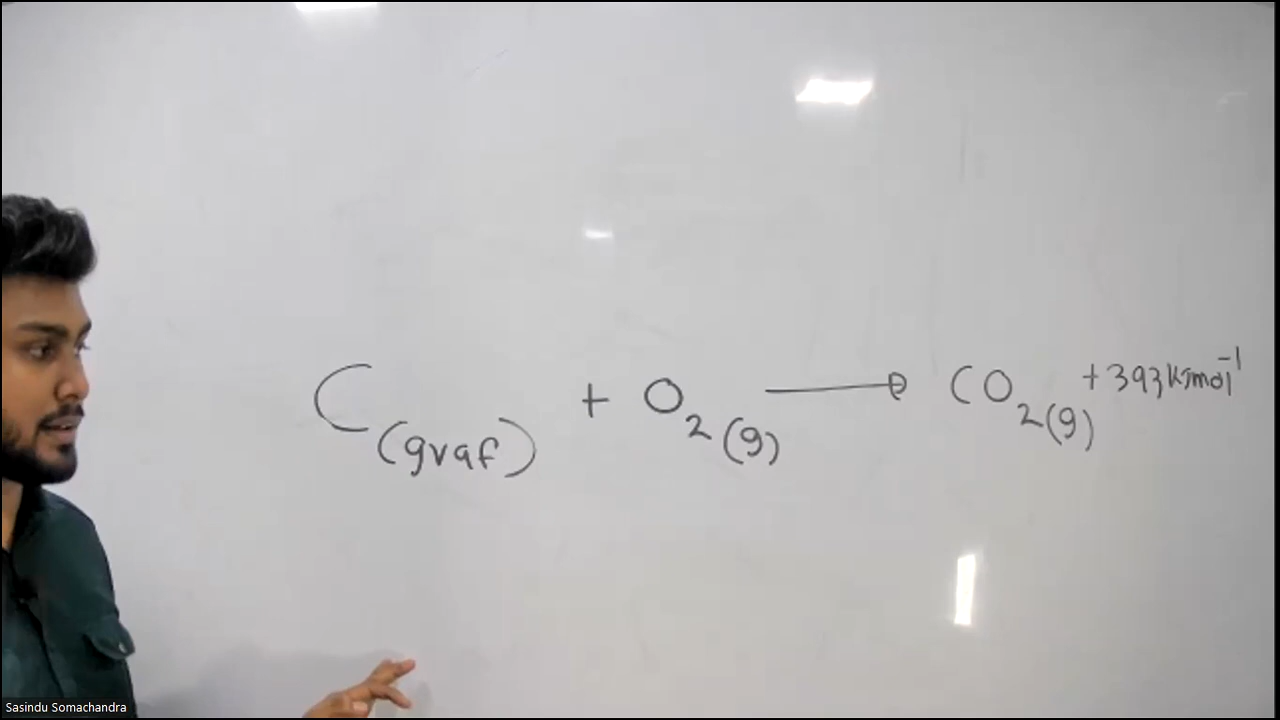 C(graf) + O2(g) → CO2(g) +393 kJmol-1
Sasindu Somachandra